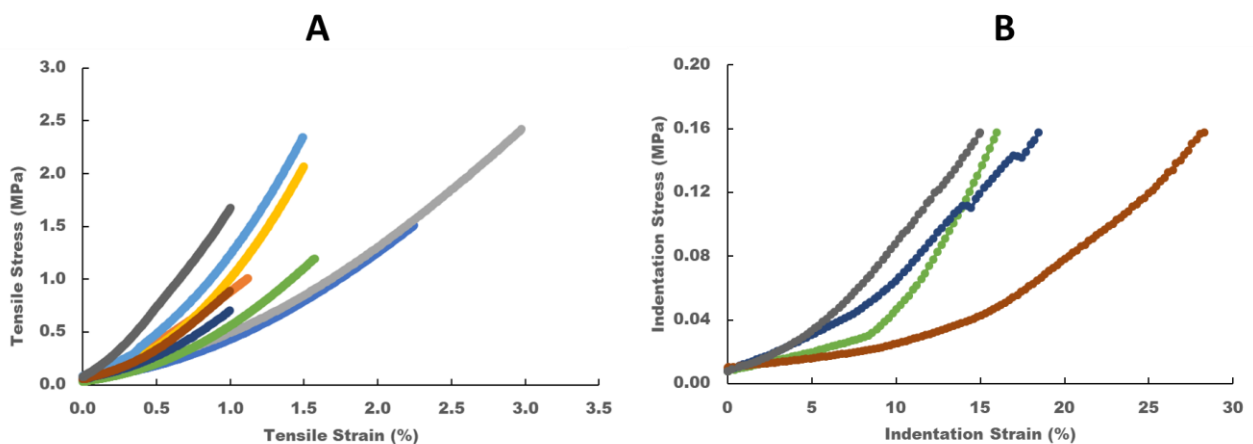 A
3.0
2.5
2.0
1.5
1.0
0.5
0.0
Tensile Stress (MPa)
0.0 0.5 1.0 1.5 2.0 2.5 3.0 3.5
Tensile Strain (%)
B
0.20
0.16
0.12
0.08
0.04
0.00
Indentation Stress (MPa)
0 5 10 15 20 25 30
Indentation Strain (%)